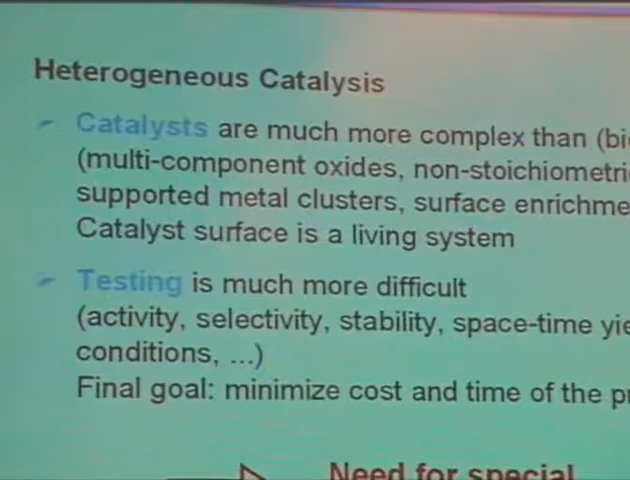 Heterogeneous Catalysis
Catalysts are much more complex than (bi
(multi-component oxides, non-stoichiometri
supported metal clusters, surface enrichme
Catalyst surface is a living system
Testing is much more difficult
(activity, selectivity, stability, space-time yie
conditions, ...)
Final goal: minimize cost and time of the p
Need for special